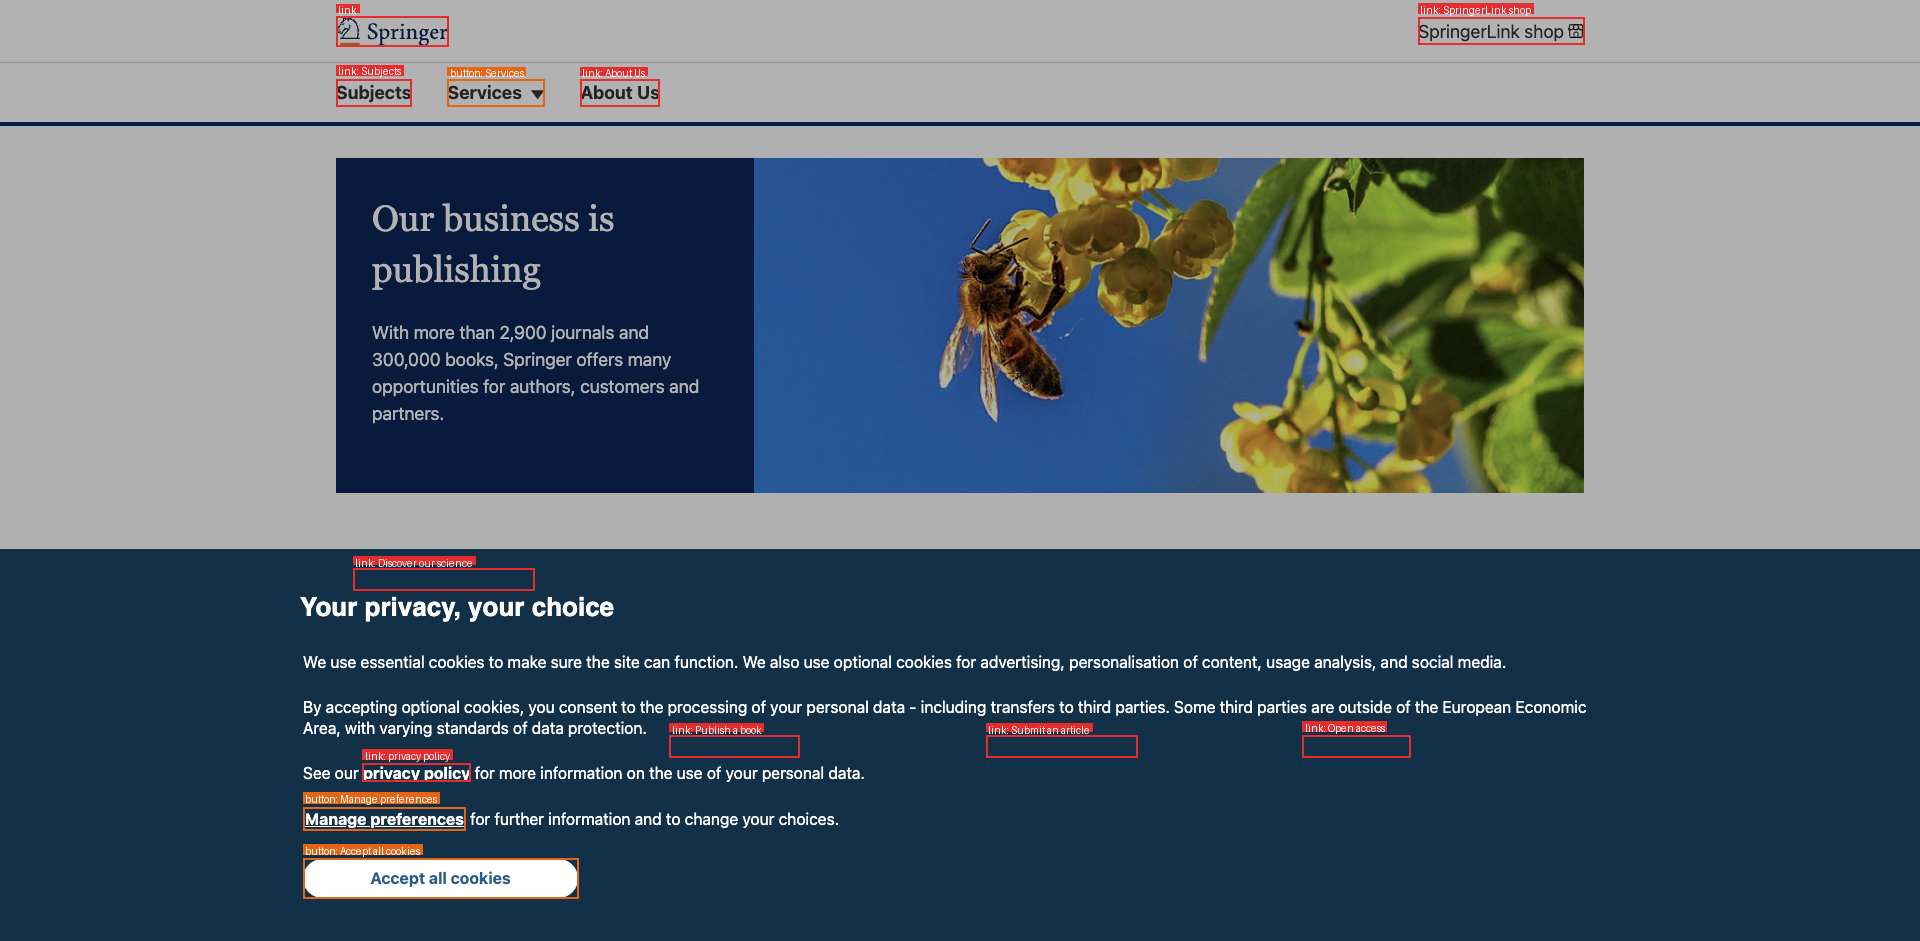 link
Springer
link: SpringerLink shop
SpringerLink shop
link: Subjects
Subjects
button: Services
Services
link: About Us
About Us
Our business is
publishing
With more than 2,900 journals and
300,000 books, Springer offers many
opportunities for authors, customers and
partners.
link: Discover our science
Your privacy, your choice
We use essential cookies to make sure the site can function. We also use optional cookies for advertising, personalisation of content, usage analysis, and social media.
By accepting optional cookies, you consent to the processing of your personal data - including transfers to third parties. Some third parties are outside of the European Economic
Area, with varying standards of data protection.
link: Publish a book
link: Submit an article
link: Open access
link: privacy policy
See our privacy policy for more information on the use of your personal data.
button: Manage preferences
Manage preferences for further information and to change your choices.
button: Accept all cookies
Accept all cookies